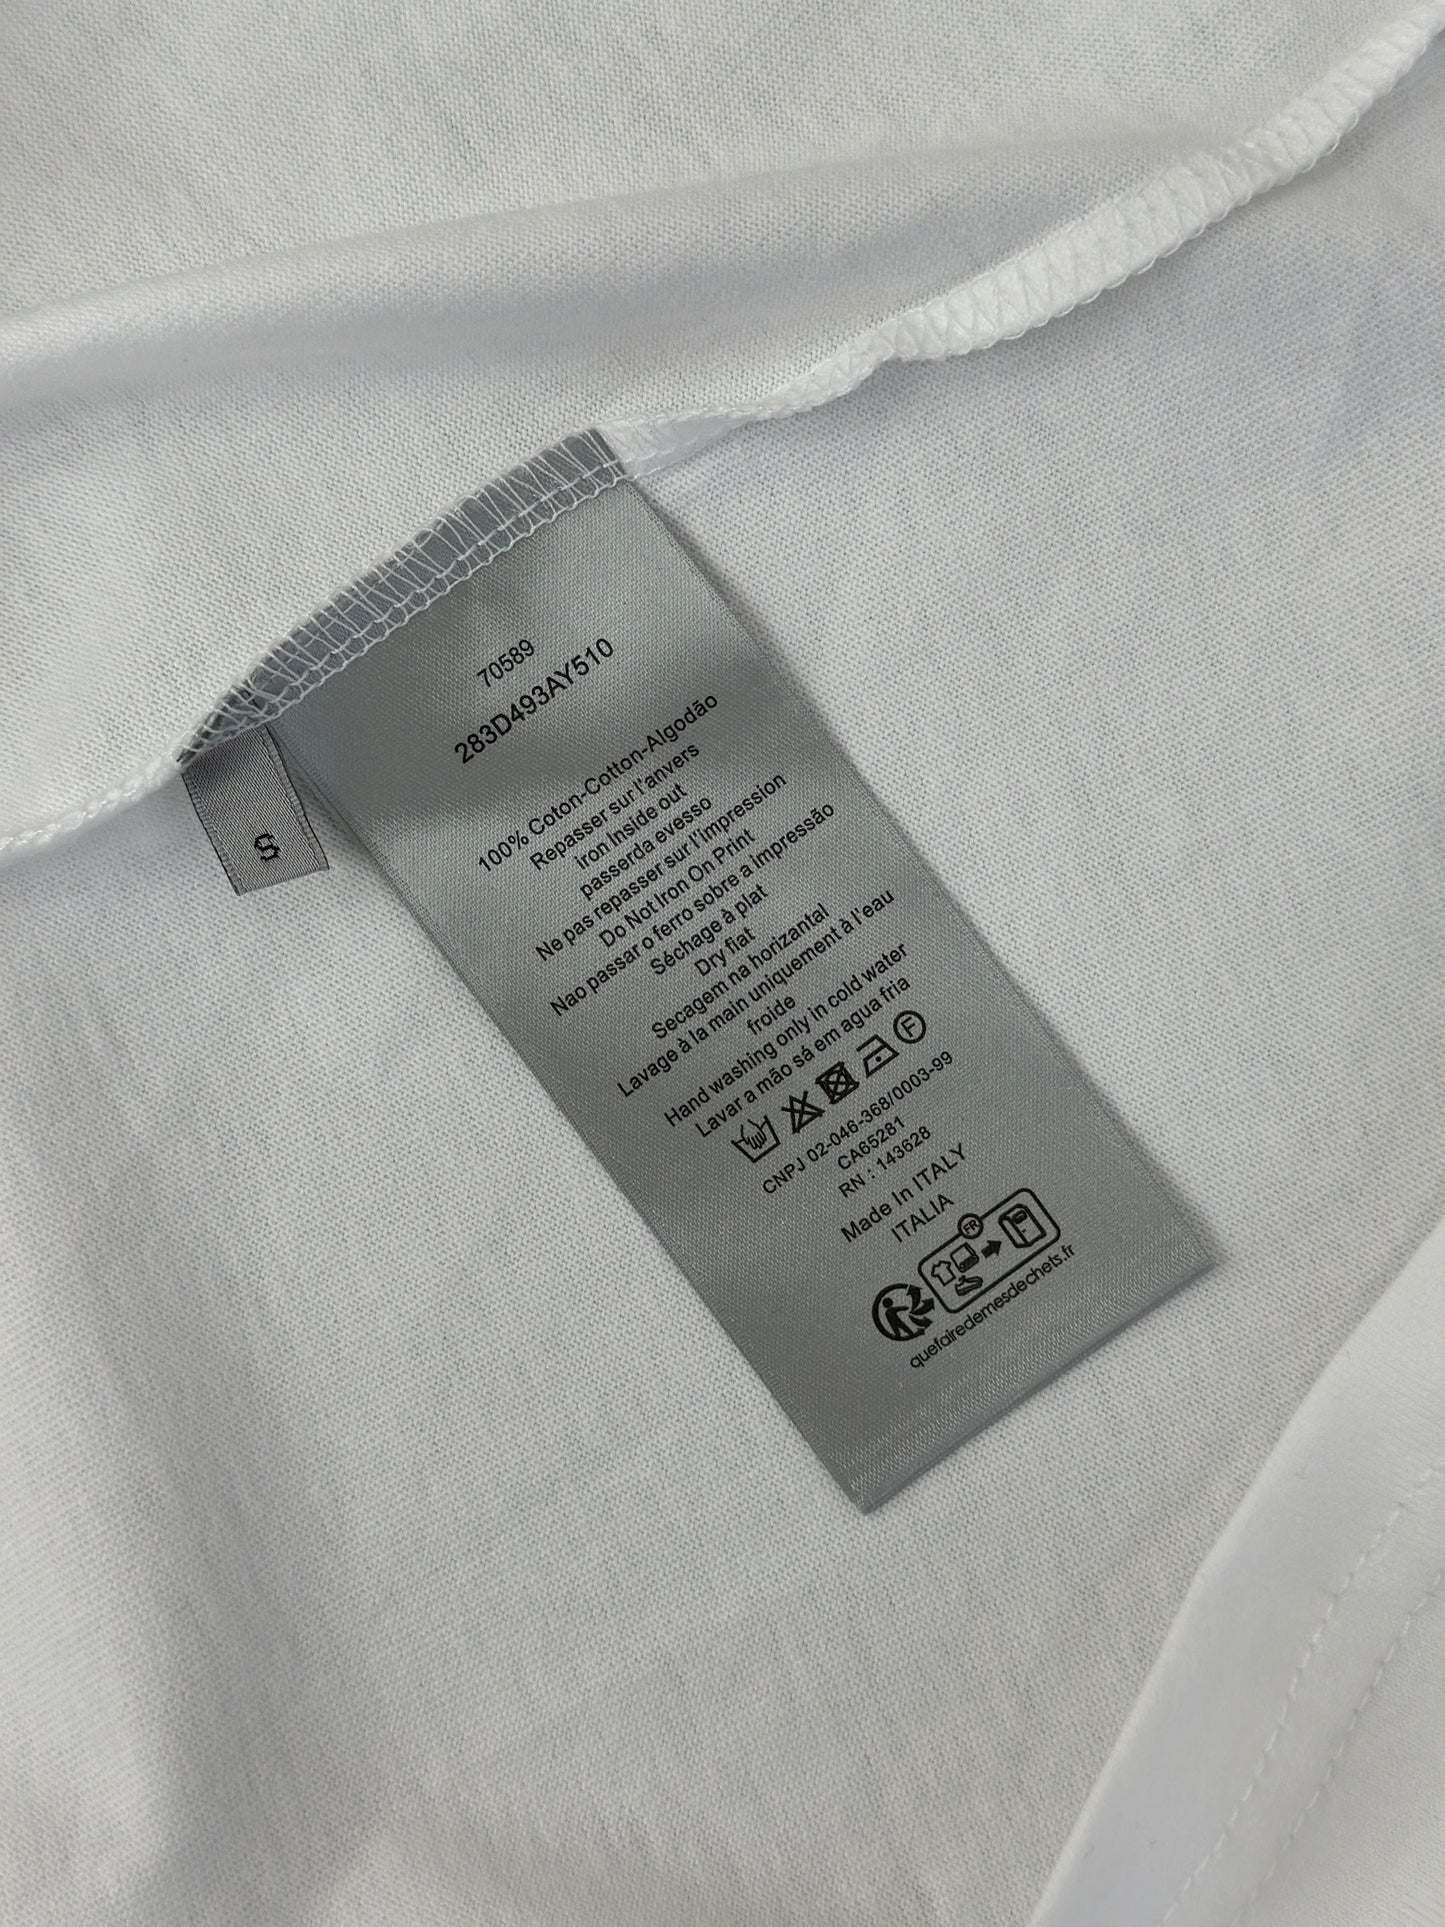 70589
283D493AY510
100% Coton-Cotton-Algodão
Repasser sur l'anvers
iron Inside out
passerda evesso
Ne pas repasser sur l'impression
Do Not Iron On Print
Nao passar o ferro sobre a impressão
Séchage à plat
Dry fiat
Secagem na horizantal
Lavage à la main uniquement à l'eau
froide
Hand washing only in cold water
Lavar a mão sá em agua fria
F
CNPJ 02-046-368/0003-99
CA65281
RN : 143628
Made In ITALY
ITALIA
FR
quefairedemesdechets.fr
S